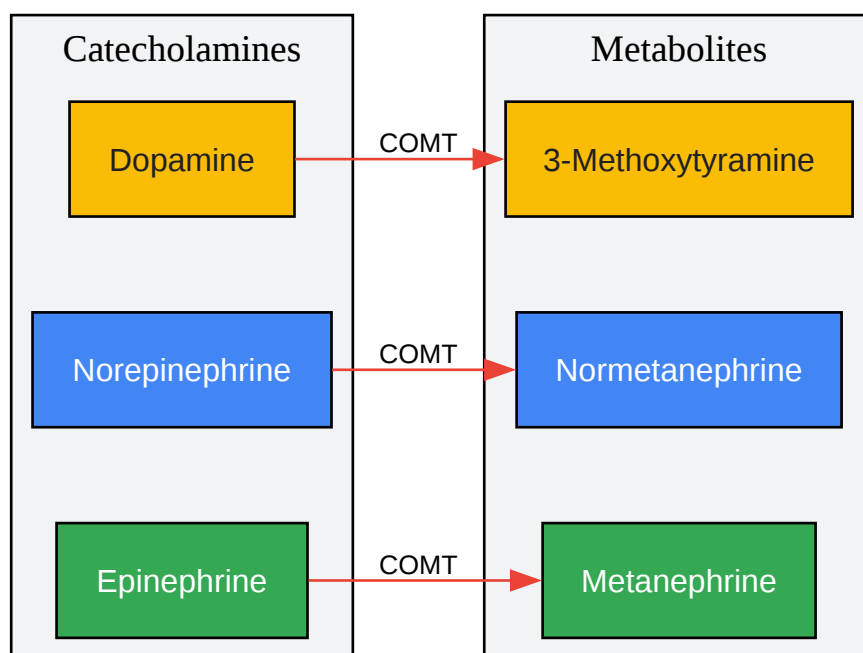 Catecholamines
Metabolites
Dopamine
COMT
3-Methoxytyramine
Norepinephrine
COMT
Normetanephrine
Epinephrine
COMT
Metanephrine